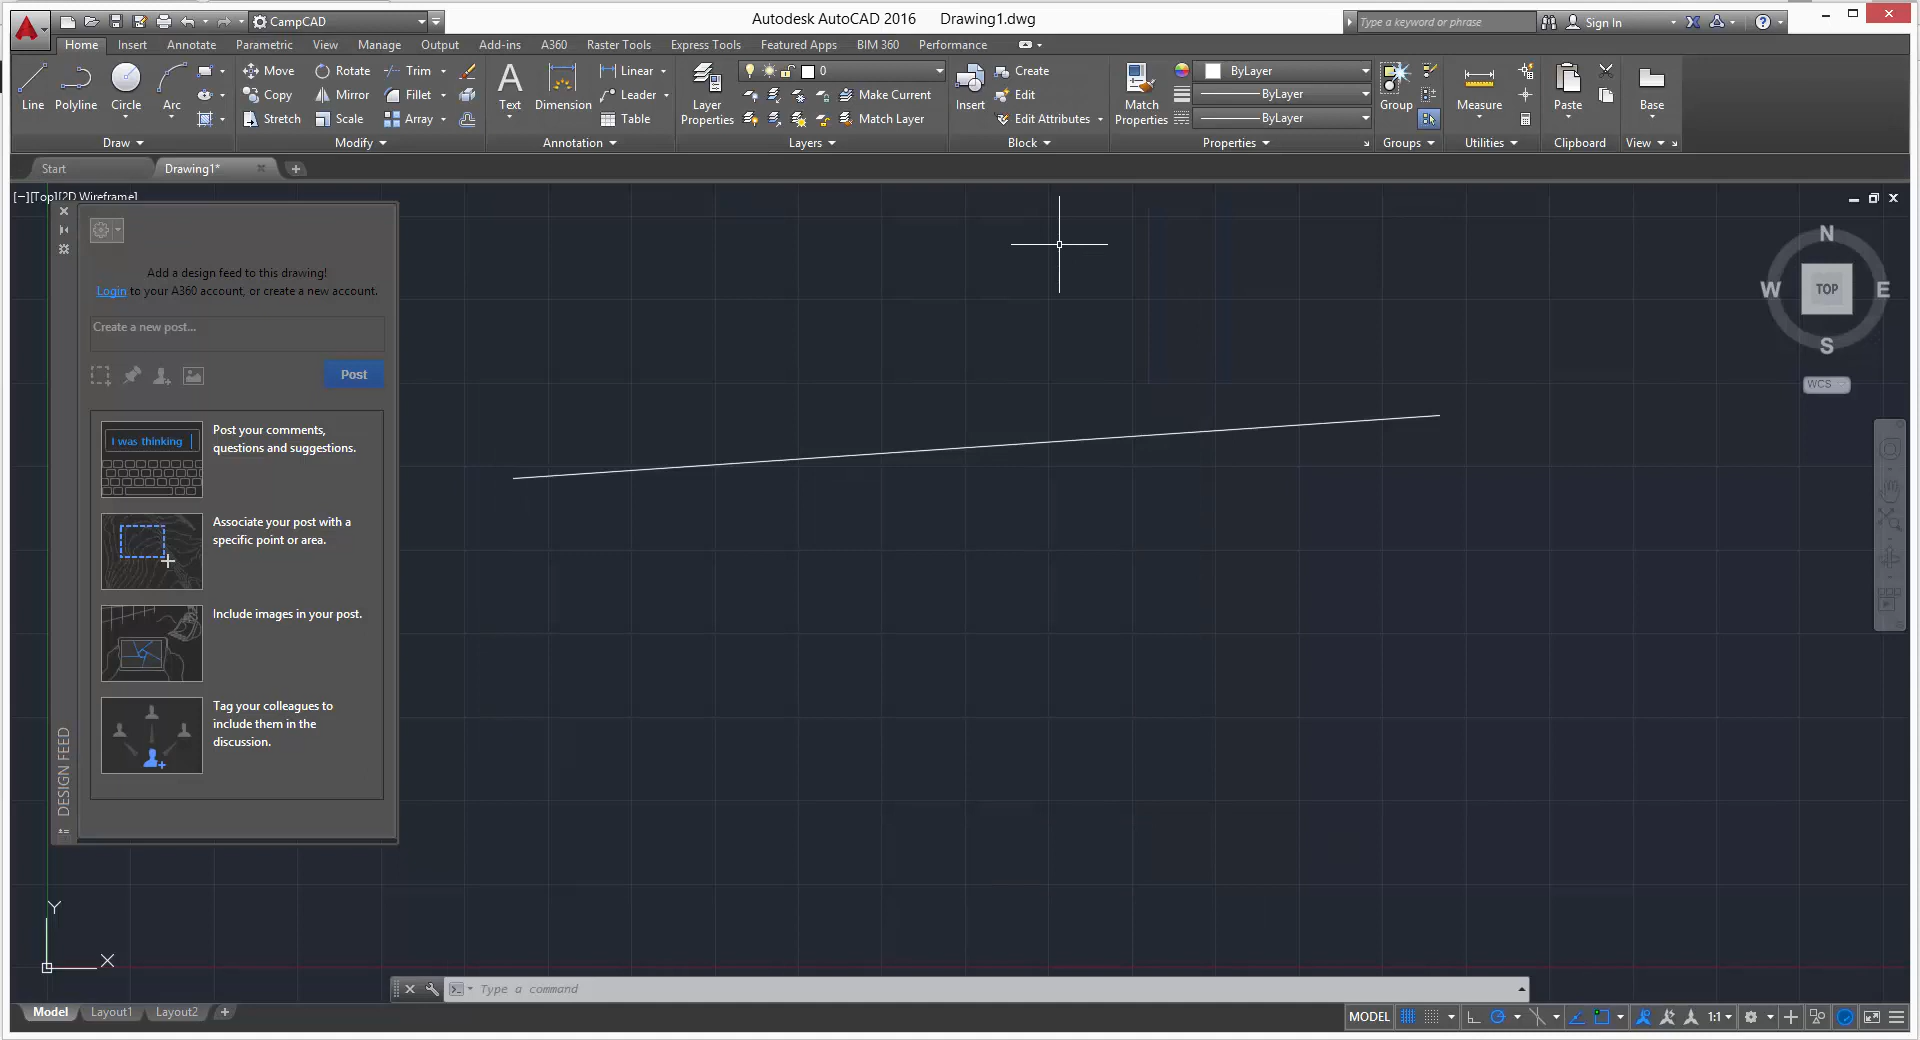 CampCAD
Autodesk AutoCAD 2016 Drawing1.dwg
Type a keyword or phrase
Sign In
Home Insert Annotate Parametric View Manage Output Add-ins A360 Raster Tools Express Tools Featured Apps BIM 360 Performance
Line Polyline Circle Arc
Move Rotate Trim
Copy Mirror Fillet
Stretch Scale Array
Text Dimension
Linear
Leader
Table
Layer Properties
0
Make Current
Match Layer
Insert
Create
Edit
Edit Attributes
Match Properties
ByLayer
ByLayer
ByLayer
Group
Measure
Paste
Base
Draw Modify Annotation Layers Block Properties Groups Utilities Clipboard View
Start Drawing1*
[−][Top][2D Wireframe]
Add a design feed to this drawing!
Login to your A360 account, or create a new account.
Create a new post...
Post
I was thinking
Post your comments,
questions and suggestions.
Associate your post with a
specific point or area.
Include images in your post.
Tag your colleagues to
include them in the
discussion.
DESIGN FEED
N
W TOP E
S
WCS
Y
X
Type a command
Model Layout1 Layout2
MODEL 1:1